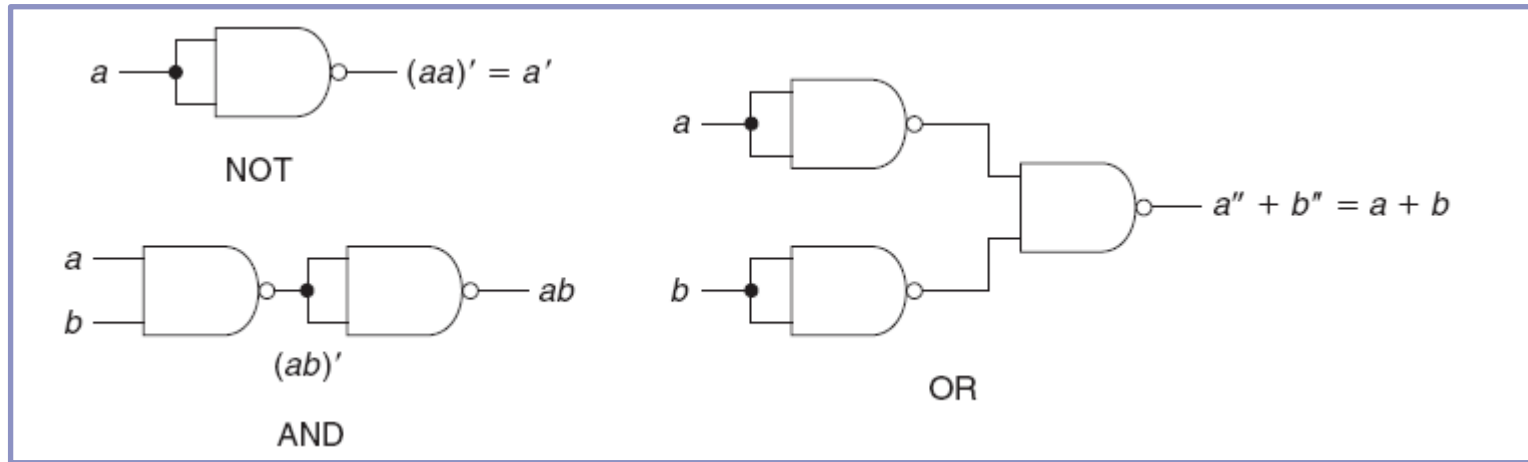 a (aa)′ = a′
NOT
a
b ab
(ab)′
AND
a
a″ + b″ = a + b
b
OR